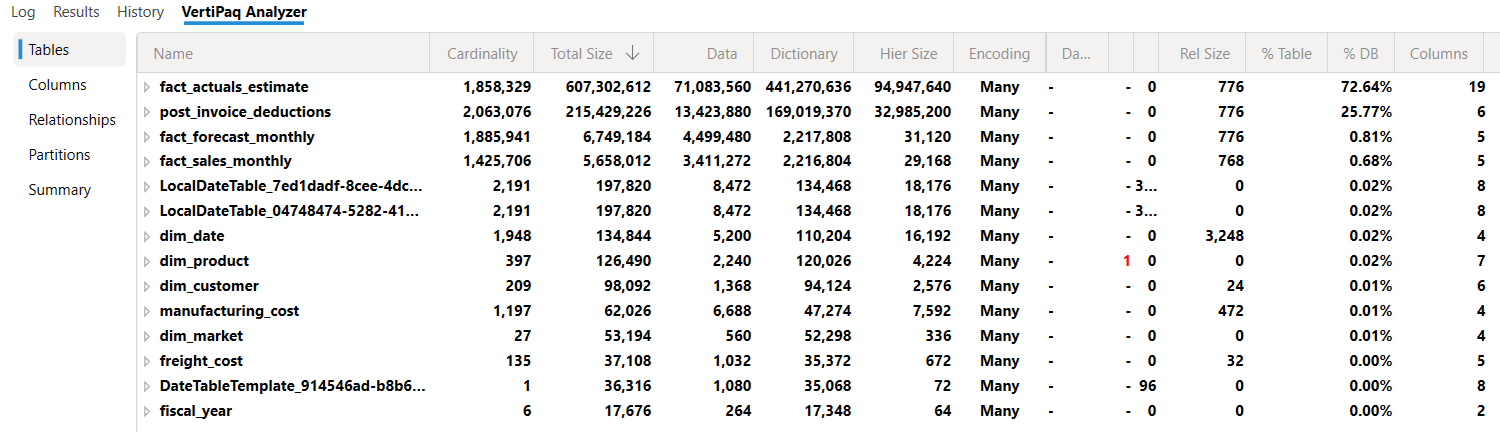 Log Results History VertiPaq Analyzer
Tables
Columns
Relationships
Partitions
Summary
Name Cardinality Total Size ↓ Data Dictionary Hier Size Encoding Da... Rel Size % Table % DB Columns
fact_actuals_estimate 1,858,329 607,302,612 71,083,560 441,270,636 94,947,640 Many - - 0 776 72.64% 19
post_invoice_deductions 2,063,076 215,429,226 13,423,880 169,019,370 32,985,200 Many - - 0 776 25.77% 6
fact_forecast_monthly 1,885,941 6,749,184 4,499,480 2,217,808 31,120 Many - - 0 776 0.81% 5
fact_sales_monthly 1,425,706 5,658,012 3,411,272 2,216,804 29,168 Many - - 0 768 0.68% 5
LocalDateTable_7ed1dadf-8cee-4dc... 2,191 197,820 8,472 134,468 18,176 Many - - 3... 0 0.02% 8
LocalDateTable_04748474-5282-41... 2,191 197,820 8,472 134,468 18,176 Many - - 3... 0 0.02% 8
dim_date 1,948 134,844 5,200 110,204 16,192 Many - - 0 3,248 0.02% 4
dim_product 397 126,490 2,240 120,026 4,224 Many - 1 0 0 0.02% 7
dim_customer 209 98,092 1,368 94,124 2,576 Many - - 0 24 0.01% 6
manufacturing_cost 1,197 62,026 6,688 47,274 7,592 Many - - 0 472 0.01% 4
dim_market 27 53,194 560 52,298 336 Many - - 0 0 0.01% 4
freight_cost 135 37,108 1,032 35,372 672 Many - - 0 32 0.00% 5
DateTableTemplate_914546ad-b8b6... 1 36,316 1,080 35,068 72 Many - - 96 0 0.00% 8
fiscal_year 6 17,676 264 17,348 64 Many - - 0 0 0.00% 2